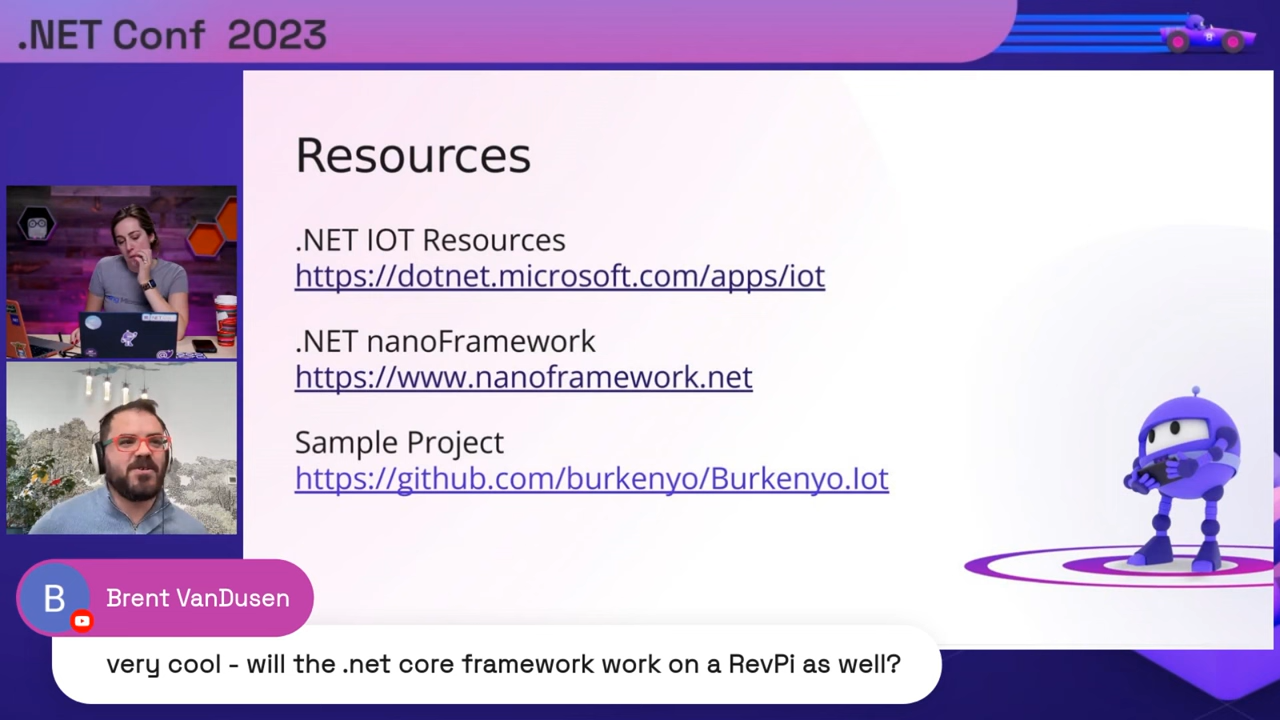 .NET Conf 2023
Resources
.NET IOT Resources
https://dotnet.microsoft.com/apps/iot
.NET nanoFramework
https://www.nanoframework.net
Sample Project
https://github.com/burkenyo/Burkenyo.Iot
B
Brent VanDusen
very cool - will the .net core framework work on a RevPi as well?